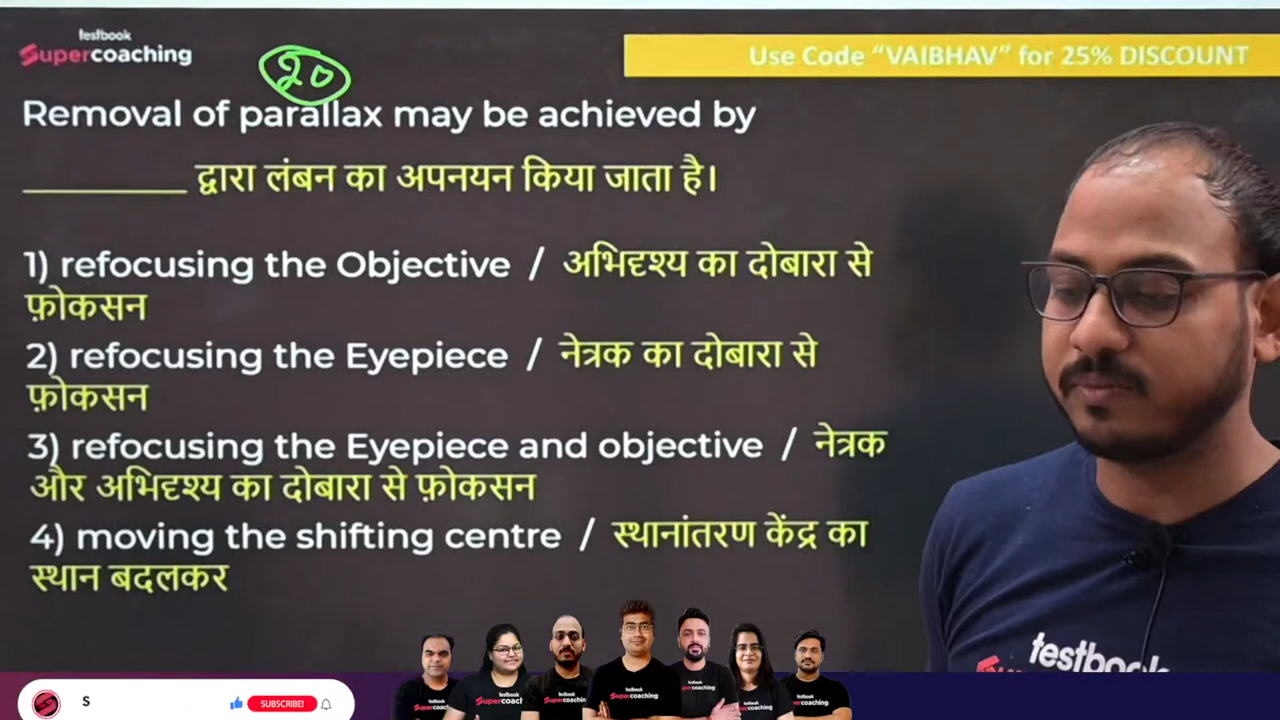 testbook
Supercoaching
Use Code “VAIBHAV” for 25% DISCOUNT
20
Removal of parallax may be achieved by
________ द्वारा लंबन का अपनयन किया जाता है।
1) refocusing the Objective / अभिदृश्य का दोबारा से
फ़ोकसन
2) refocusing the Eyepiece / नेत्रक का दोबारा से
फ़ोकसन
3) refocusing the Eyepiece and objective / नेत्रक
और अभिदृश्य का दोबारा से फ़ोकसन
4) moving the shifting centre / स्थानांतरण केंद्र का
स्थान बदलकर
testbook
S
SUBSCRIBE!